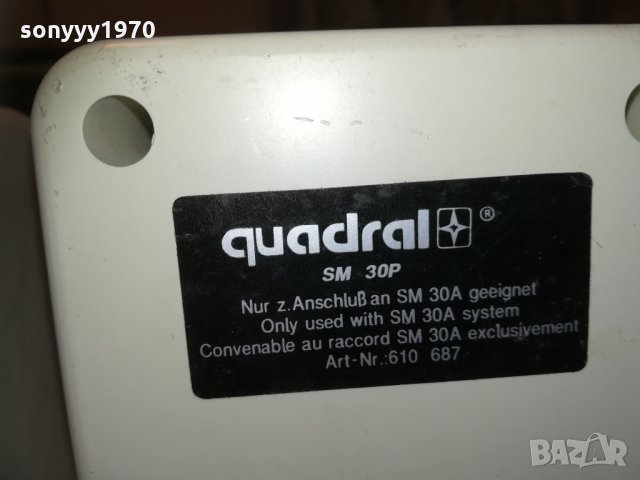 sonyyy1970
quadral ®
SM 30P
Nur z.Anschluß an SM 30A geeignet
Only used with SM 30A system
Convenable au raccord SM 30A exclusivement
Art-Nr.:610 687
BAZAR